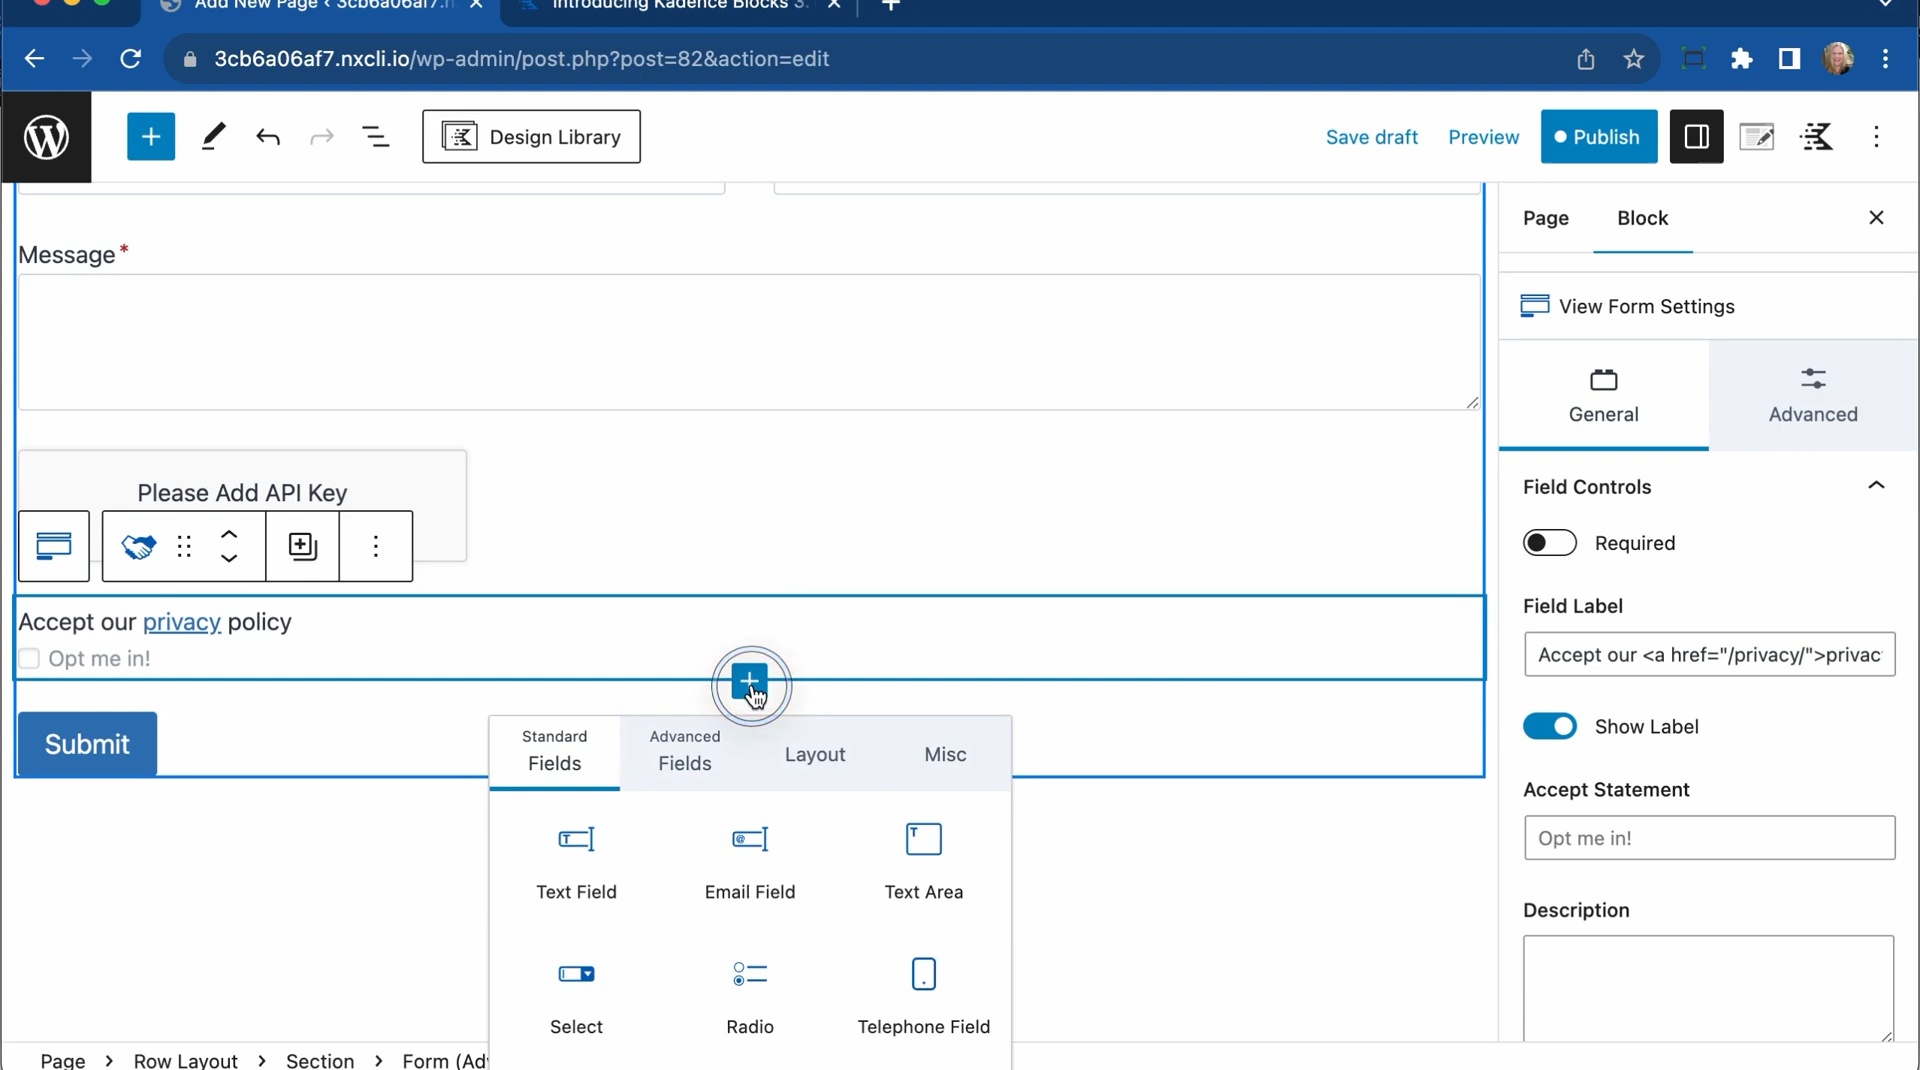 Add New Page < 3cb6a06af7.n
Introducing Kadence Blocks 3.
3cb6a06af7.nxcli.io/wp-admin/post.php?post=82&action=edit
Design Library
Save draft
Preview
Publish
Page
Block
Message*
View Form Settings
General
Advanced
Please Add API Key
Field Controls
Required
Accept our privacy policy
Opt me in!
Field Label
Accept our <a href="/privacy/">privac
Show Label
Submit
Standard
Fields
Advanced
Fields
Layout
Misc
Accept Statement
Opt me in!
Text Field
Email Field
Text Area
Description
Select
Radio
Telephone Field
Page > Row Layout > Section > Form (Ad